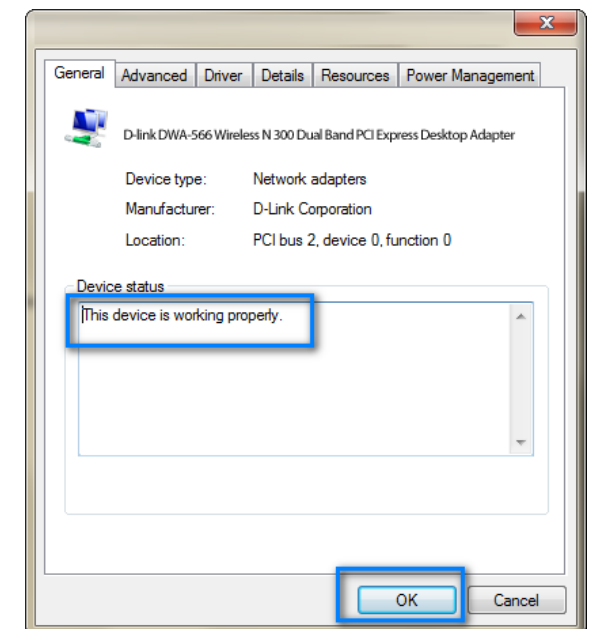 General Advanced Driver Details Resources Power Management
D-link DWA-566 Wireless N 300 Dual Band PCI Express Desktop Adapter
Device type: Network adapters
Manufacturer: D-Link Corporation
Location: PCI bus 2, device 0, function 0
Device status
This device is working properly.
OK Cancel